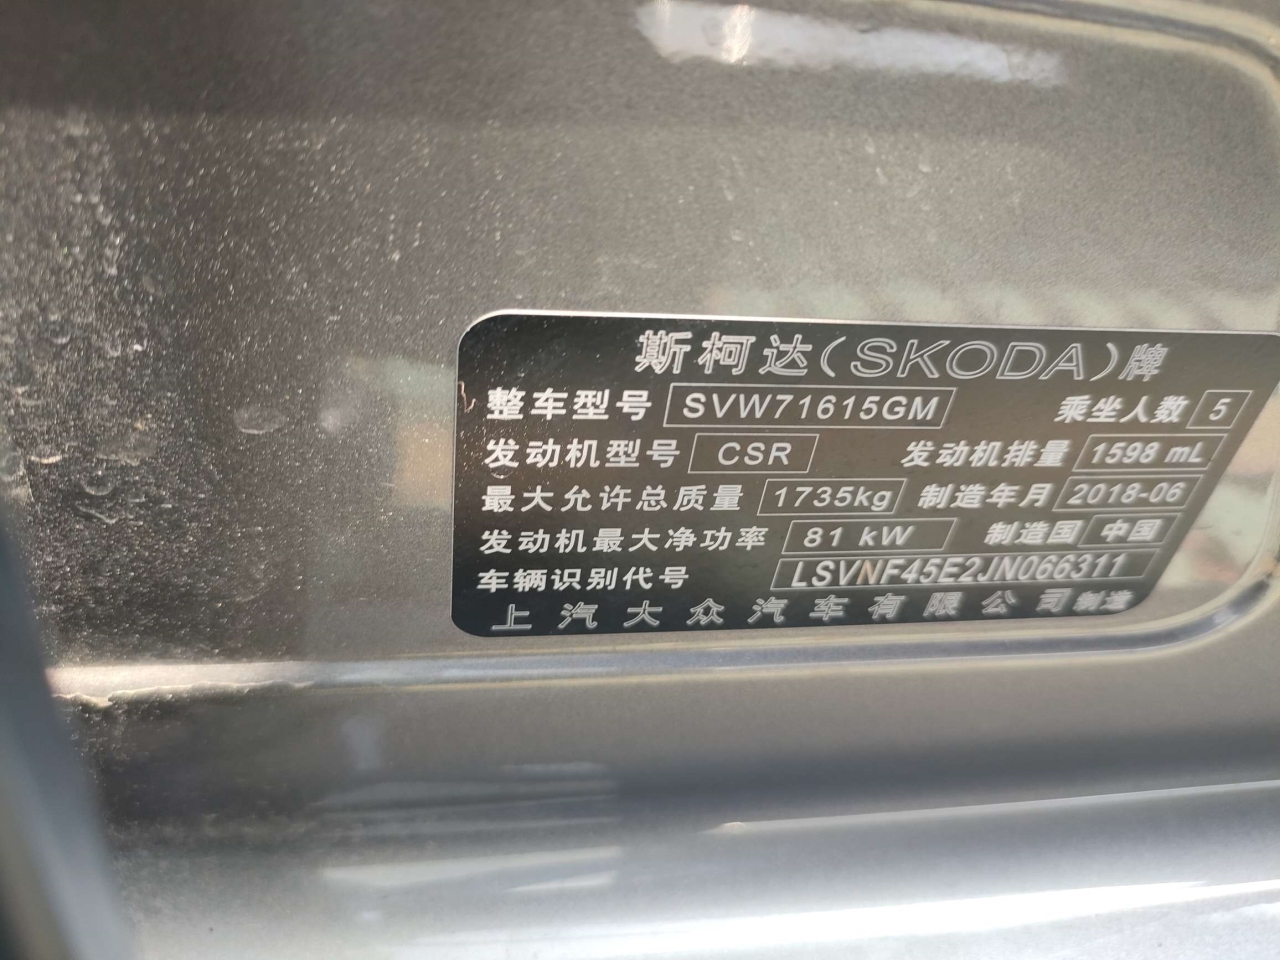 斯柯达(SKODA)牌
整车型号 SVW71615GM 乘坐人数 5
发动机型号 CSR 发动机排量 1598 mL
最大允许总质量 1735kg 制造年月 2018-06
发动机最大净功率 81 kW 制造国 中国
车辆识别代号 LSVNF45E2JN066311
上汽大众汽车有限公司制造